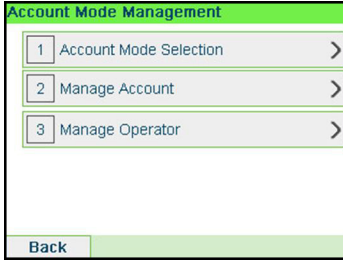 Account Mode Management
1 Account Mode Selection
2 Manage Account
3 Manage Operator
Back